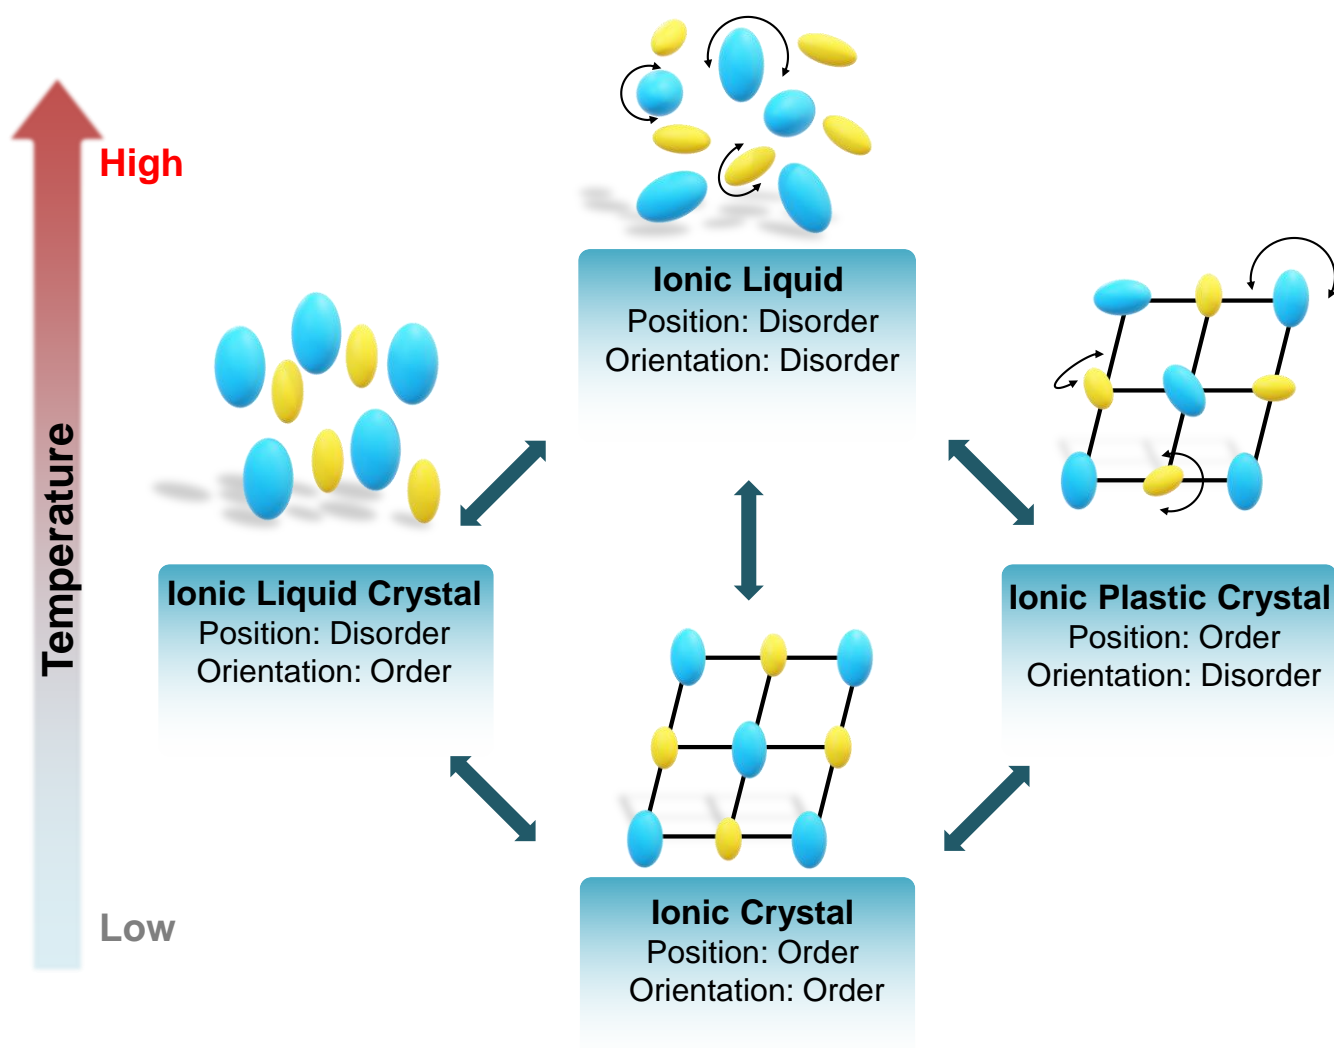 High
Temperature
Low
Ionic Liquid
Position: Disorder
Orientation: Disorder
Ionic Liquid Crystal
Position: Disorder
Orientation: Order
Ionic Plastic Crystal
Position: Order
Orientation: Disorder
Ionic Crystal
Position: Order
Orientation: Order